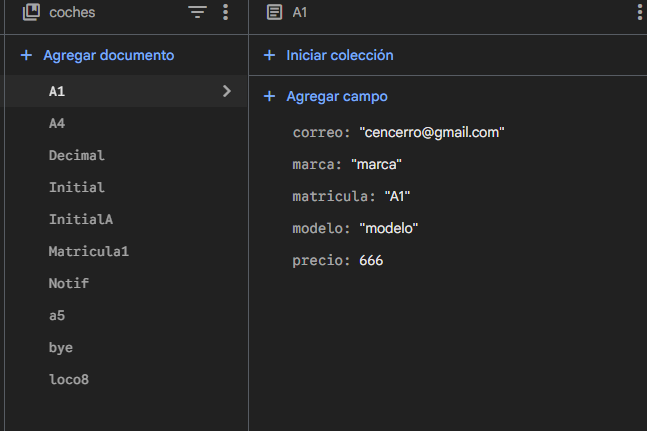 coches
Agregar documento
A1
A4
Decimal
Initial
InitialA
Matricula1
Notif
a5
bye
loco8
A1
Iniciar colección
Agregar campo
correo: "cencerro@gmail.com"
marca: "marca"
matricula: "A1"
modelo: "modelo"
precio: 666